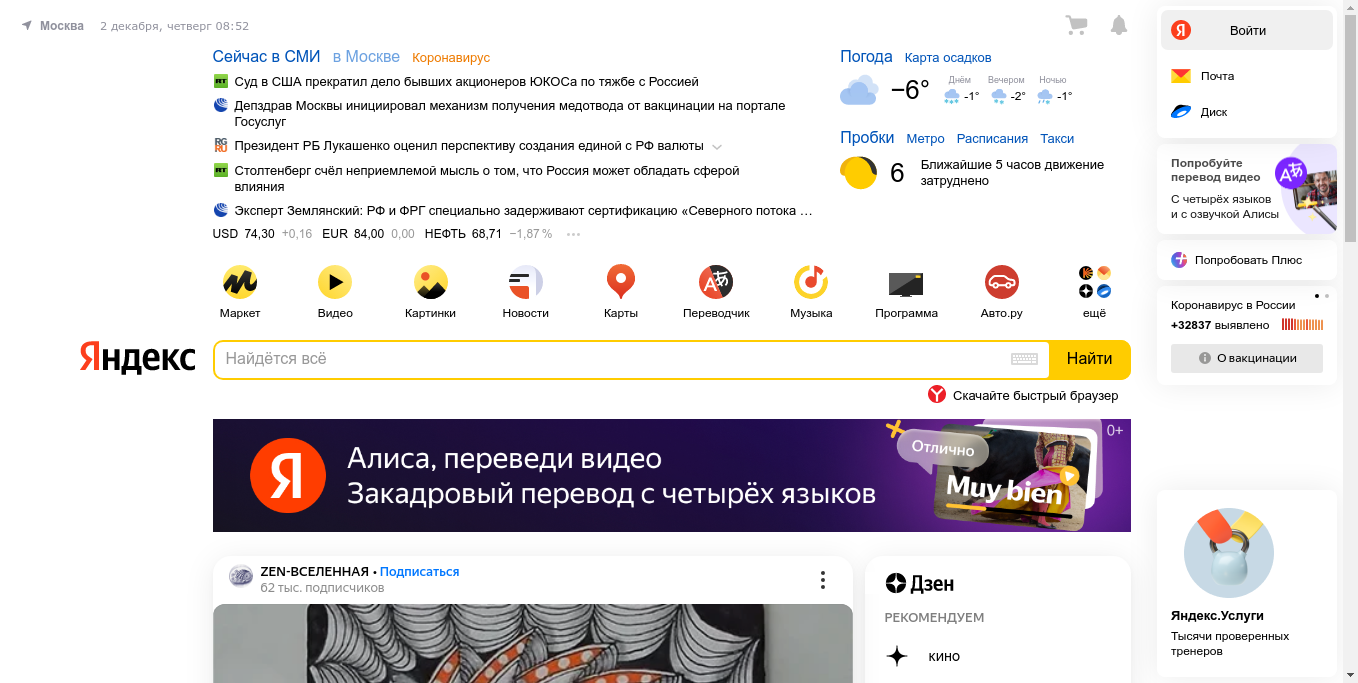 Москва 2 декабря, четверг 08:52
Сейчас в СМИ в Москве Коронавирус
Суд в США прекратил дело бывших акционеров ЮКОСа по тяжбе с Россией
Депздрав Москвы инициировал механизм получения медотвода от вакцинации на портале
Госуслуг
RG
RU
Президент РБ Лукашенко оценил перспективу создания единой с РФ валюты
RT
Столтенберг счёл неприемлемой мысль о том, что Россия может обладать сферой
влияния
Эксперт Землянский: РФ и ФРГ специально задерживают сертификацию «Северного потока …
USD 74,30 +0,16 EUR 84,00 0,00 НЕФТЬ 68,71 −1,87 %
Погода Карта осадков
−6°
Днём
-1°
Вечером
-2°
Ночью
-1°
Пробки Метро Расписания Такси
6
Ближайшие 5 часов движение
затруднено
Войти
Почта
Диск
Попробуйте
перевод видео
С четырёх языков
и с озвучкой Алисы
Попробовать Плюс
Коронавирус в России
+32837 выявлено
О вакцинации
Маркет
Видео
Картинки
Новости
Карты
Переводчик
Музыка
Программа
Авто.ру
ещё
Яндекс
Найдётся всё
Найти
Скачайте быстрый браузер
Я
Алиса, переведи видео
Закадровый перевод с четырёх языков
Отлично
Muy bien
0+
ZEN-ВСЕЛЕННАЯ • Подписаться
62 тыс. подписчиков
Дзен
РЕКОМЕНДУЕМ
кино
Яндекс.Услуги
Тысячи проверенных
тренеров